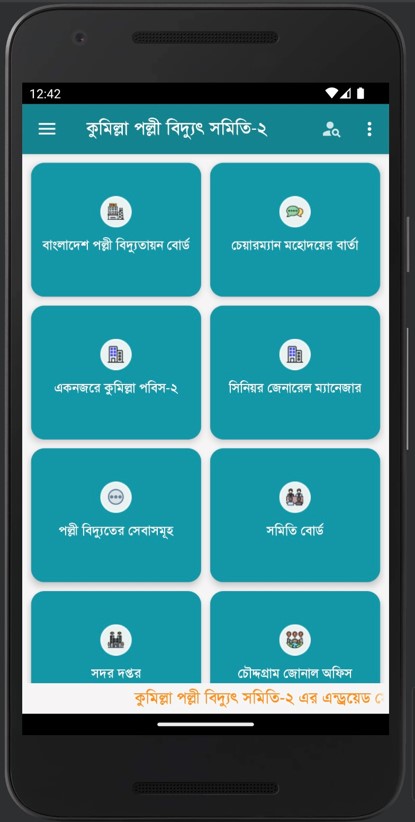 12:42
কুমিল্লা পল্লী বিদ্যুৎ সমিতি-২
বাংলাদেশ পল্লী বিদ্যুতায়ন বোর্ড
চেয়ারম্যান মহোদয়ের বার্তা
একনজরে কুমিল্লা পবিস-২
সিনিয়র জেনারেল ম্যানেজার
পল্লী বিদ্যুতের সেবাসমূহ
সমিতি বোর্ড
সদর দপ্তর
চৌদ্দগ্রাম জোনাল অফিস
কুমিল্লা পল্লী বিদ্যুৎ সমিতি-২ এর এন্ড্রয়েড